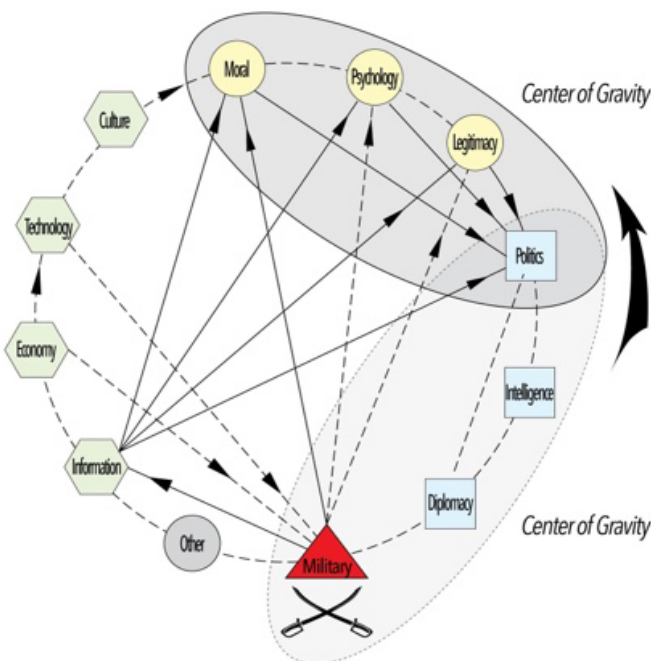 Moral
Psychology
Center of Gravity
Culture
Legitimacy
Technology
Politics
Economy
Intelligence
Information
Diplomacy
Center of Gravity
Other
Military